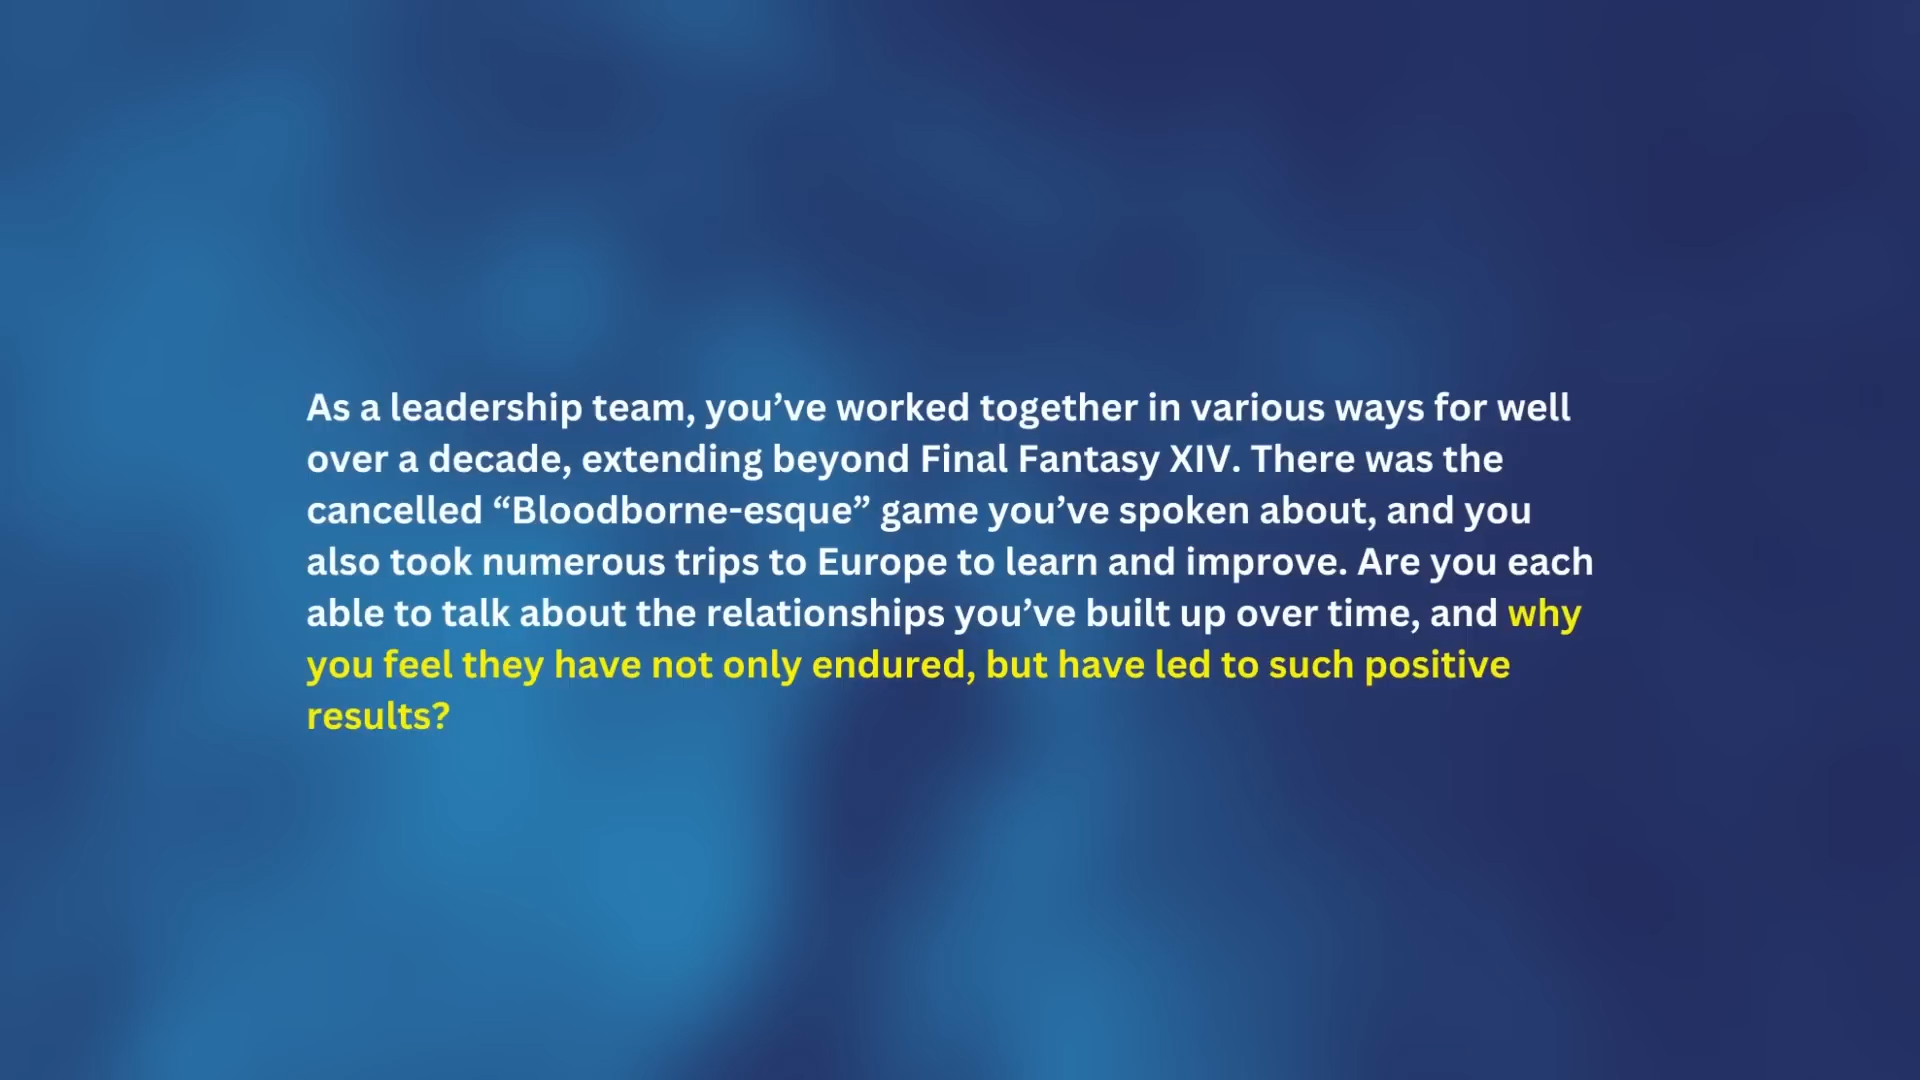 As a leadership team, you’ve worked together in various ways for well
over a decade, extending beyond Final Fantasy XIV. There was the
cancelled “Bloodborne-esque” game you’ve spoken about, and you
also took numerous trips to Europe to learn and improve. Are you each
able to talk about the relationships you’ve built up over time, and why
you feel they have not only endured, but have led to such positive
results?